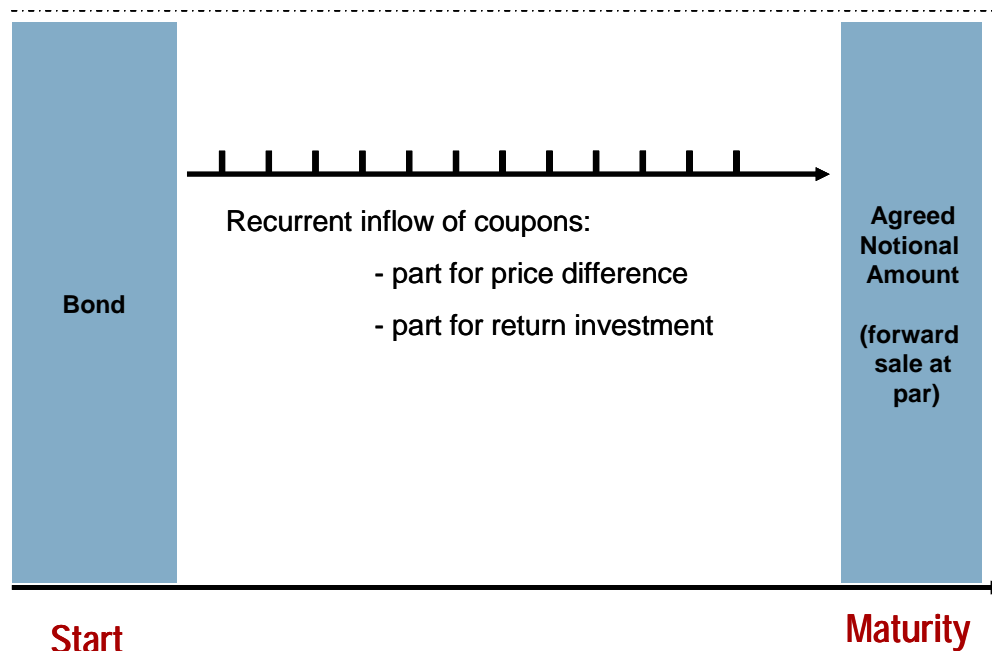 Recurrent inflow of coupons:
- part for price difference
- part for return investment
Bond
Agreed
Notional
Amount
(forward
sale at
par)
Start
Maturity